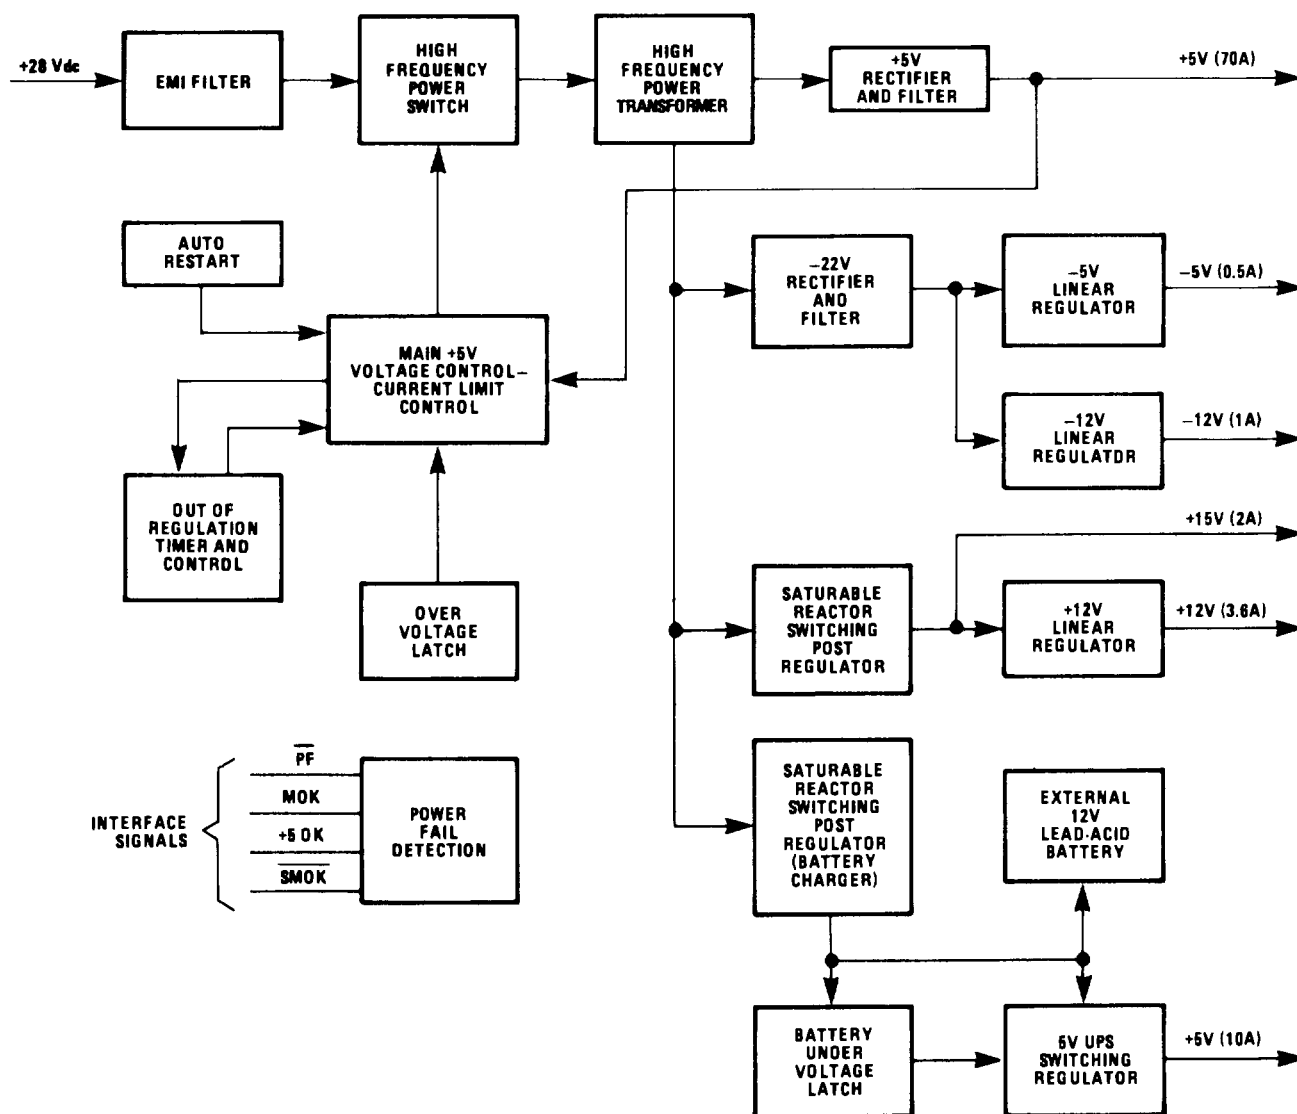 +28 Vdc
EMI FILTER
HIGH
FREQUENCY
POWER
SWITCH
HIGH
FREQUENCY
POWER
TRANSFORMER
+5V
RECTIFIER
AND FILTER
+5V (70A)
AUTO
RESTART
–22V
RECTIFIER
AND
FILTER
–5V
LINEAR
REGULATOR
–5V (0.5A)
MAIN +5V
VOLTAGE CONTROL–
CURRENT LIMIT
CONTROL
–12V
LINEAR
REGULATOR
–12V (1A)
OUT OF
REGULATION
TIMER AND
CONTROL
OVER
VOLTAGE
LATCH
SATURABLE
REACTOR
SWITCHING
POST
REGULATOR
+15V (2A)
+12V
LINEAR
REGULATOR
+12V (3.6A)
INTERFACE
SIGNALS
P̅F̅
MOK
+5 OK
S̅M̅O̅K̅
POWER
FAIL
DETECTION
SATURABLE
REACTOR
SWITCHING
POST
REGULATOR
(BATTERY
CHARGER)
EXTERNAL
12V
LEAD-ACID
BATTERY
BATTERY
UNDER
VOLTAGE
LATCH
5V UPS
SWITCHING
REGULATOR
+5V (10A)